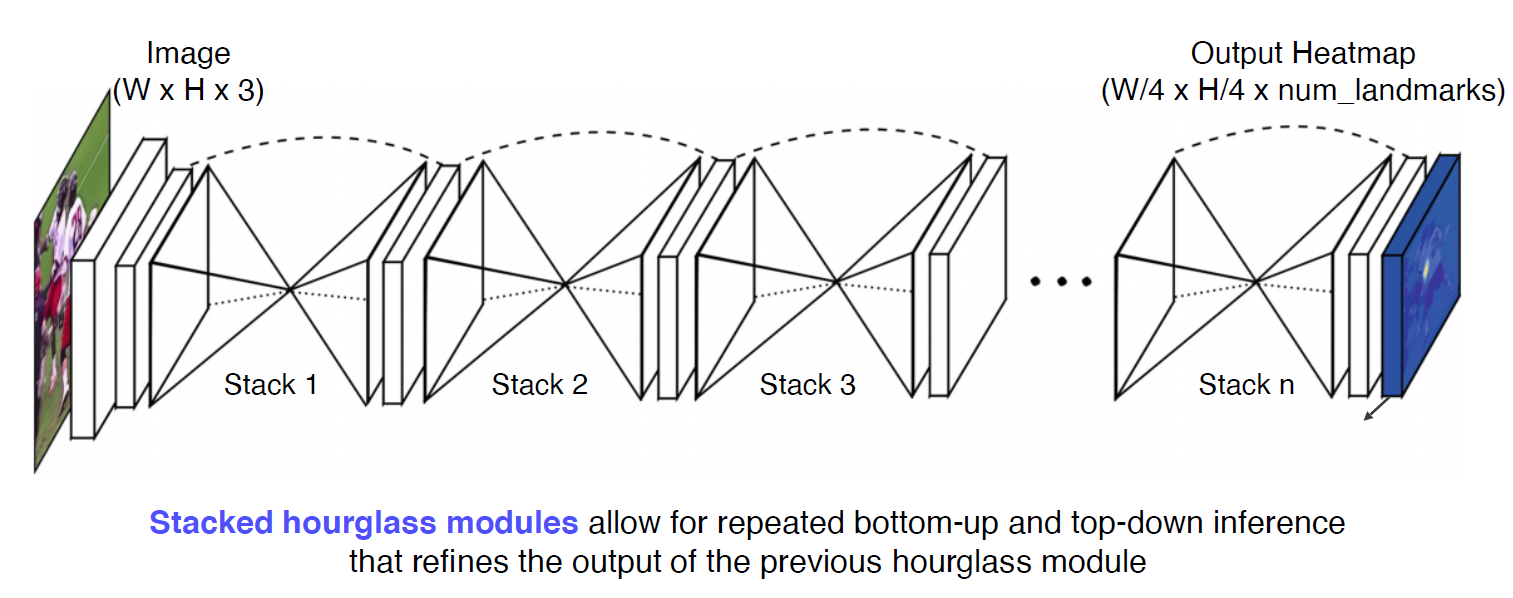 Image
(W x H x 3)
Output Heatmap
(W/4 x H/4 x num_landmarks)
Stack 1
Stack 2
Stack 3
Stack n
Stacked hourglass modules allow for repeated bottom-up and top-down inference
that refines the output of the previous hourglass module